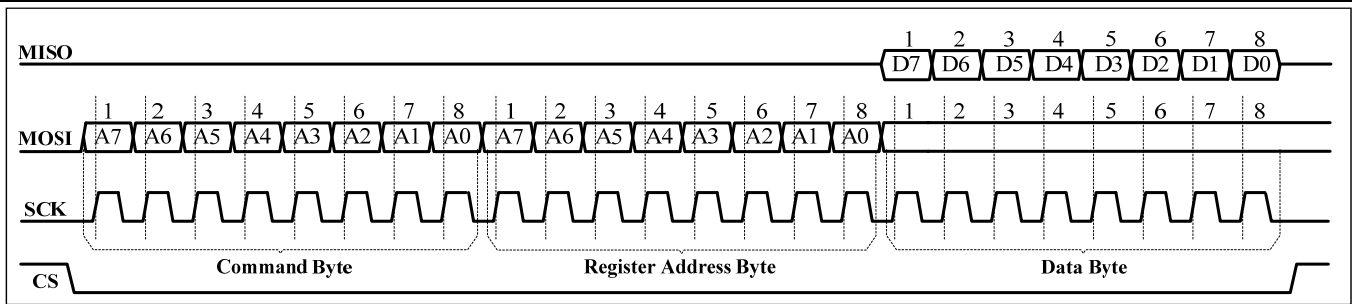 1 2 3 4 5 6 7 8
MISO D7 D6 D5 D4 D3 D2 D1 D0
1 2 3 4 5 6 7 8 1 2 3 4 5 6 7 8 1 2 3 4 5 6 7 8
MOSI A7 A6 A5 A4 A3 A2 A1 A0 A7 A6 A5 A4 A3 A2 A1 A0
SCK
Command Byte Register Address Byte Data Byte
CS